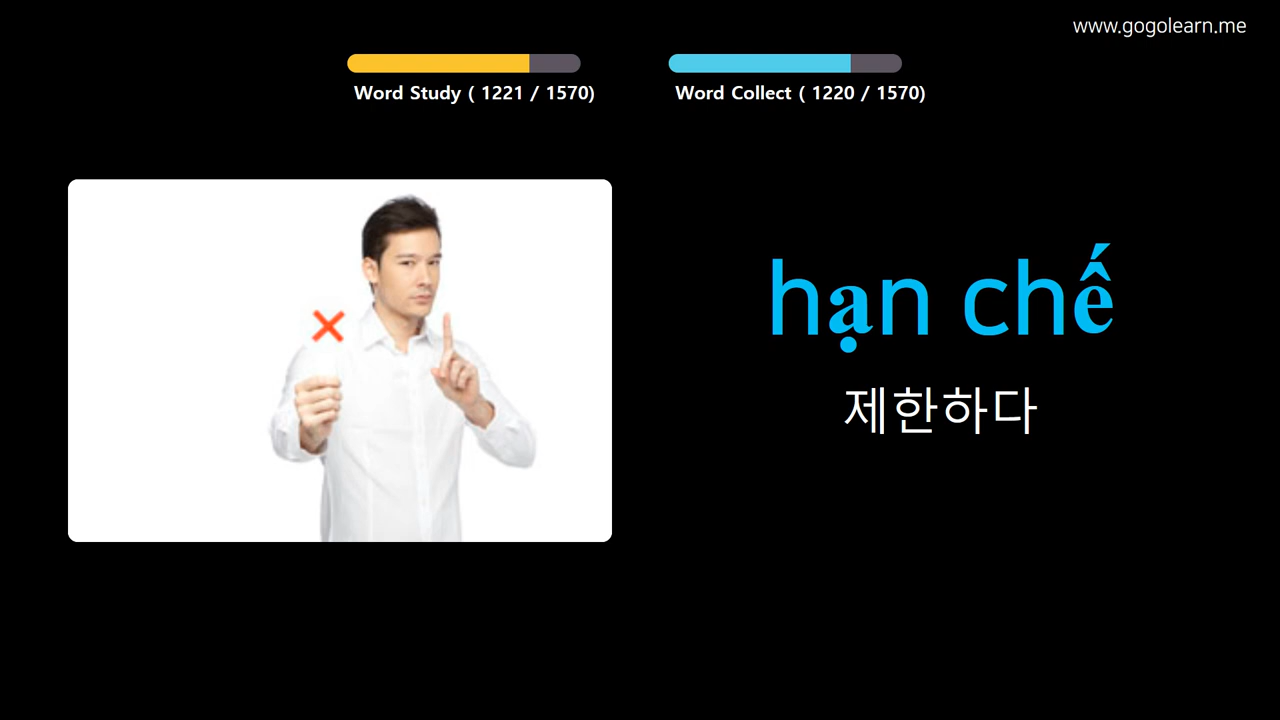 www.gogolearn.me
Word Study ( 1221 / 1570)
Word Collect ( 1220 / 1570)
hạn chế
제한하다